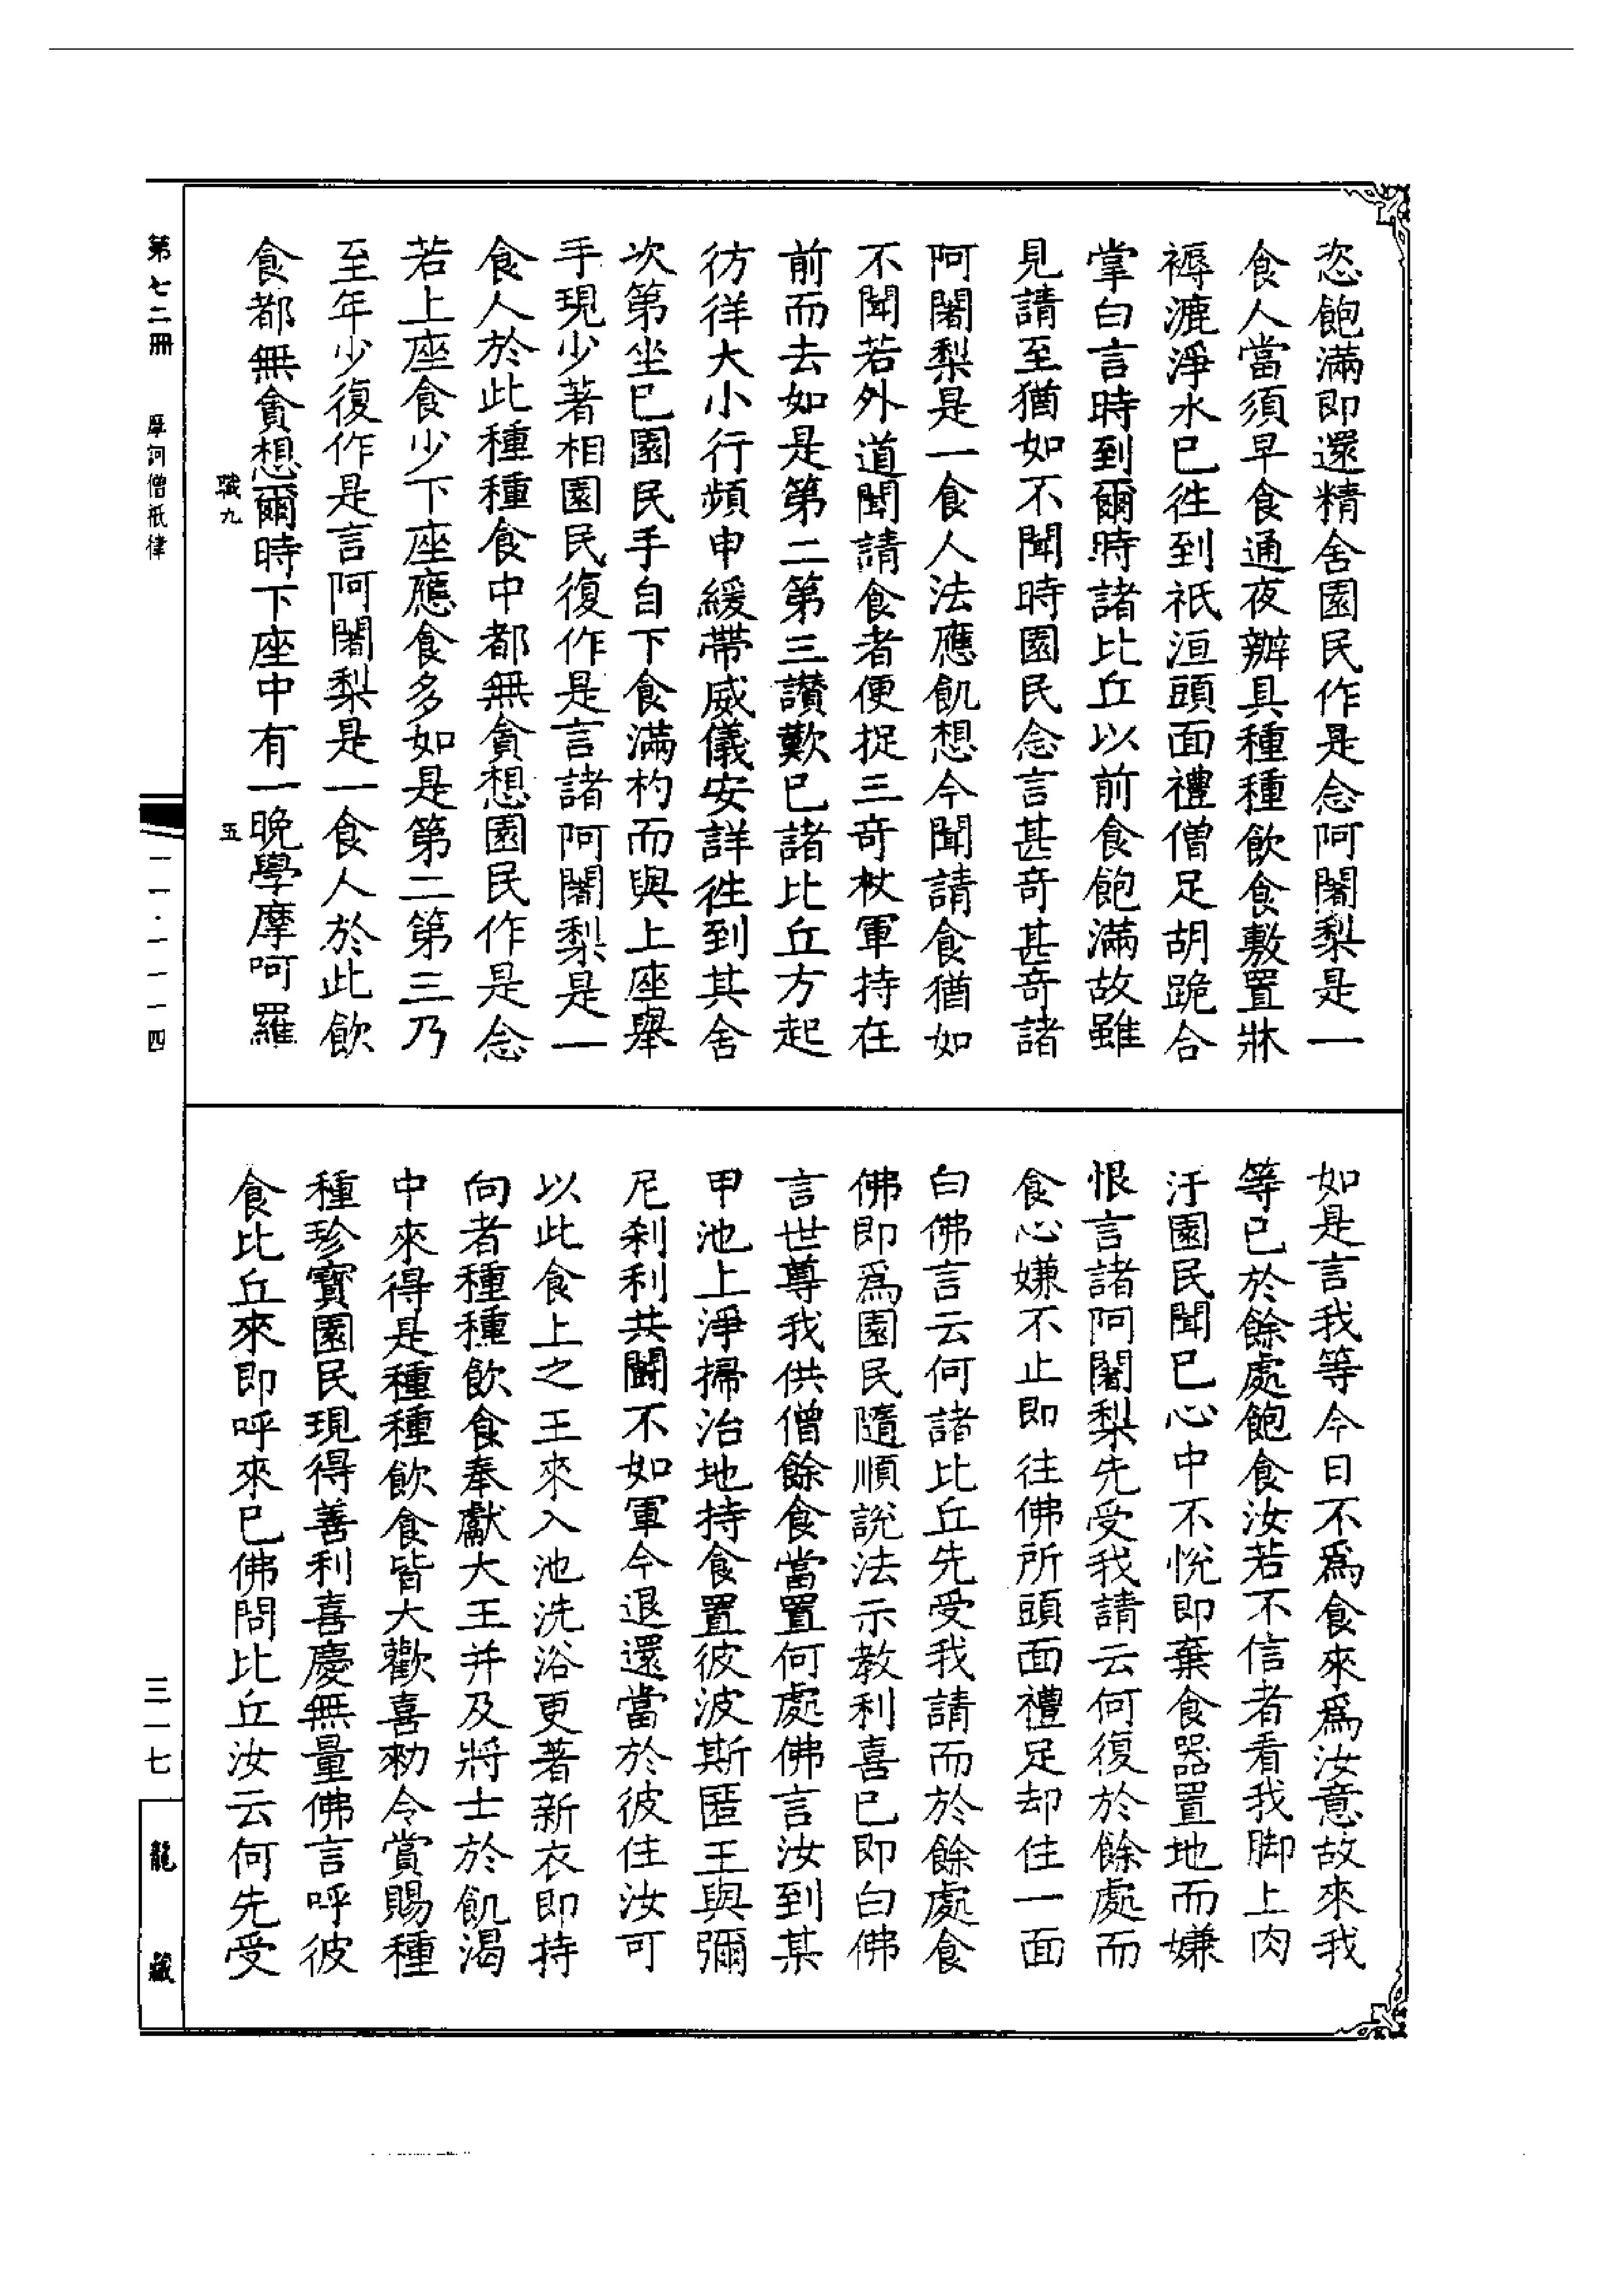 恣飽滿即還精舍園民作是念阿闍梨是一
食人當須早食通夜辦具種種飲食敷置牀
褥漉淨水已徃到祇洹頭面禮僧足胡跪合
掌白言時到爾時諸比丘以前食飽滿故雖
見請至猶如不聞時園民念言甚奇甚奇諸
阿闍梨是一食人法應飢想今聞請食猶如
不聞若外道聞請食者便捉三奇杖軍持在
前而去如是第二第三讃歎已諸比丘方起
彷徉大小行頻申緩帶威儀安詳徃到其舍
次第坐已園民手自下食滿杓而與上座舉
手現少著相園民復作是言諸阿闍梨是一
食人於此種種食中都無貪想園民作是念
若上座食少下座應食多如是第二第三乃
至年少復作是言阿闍梨是一食人於此飲
食都無貪想爾時下座中有一晚學摩呵羅
職九
五
如是言我等今日不爲食來爲汝意故來我
等已於餘處飽食汝若不信者看我脚上肉
汙園民聞已心中不悅即棄食器置地而嫌
恨言諸阿闍梨先受我請云何復於餘處而
食心嫌不止即往佛所頭面禮足却住一面
白佛言云何諸比丘先受我請而於餘處食
佛即爲園民隨順說法示教利喜已即白佛
言世尊我供僧餘食當置何處佛言汝到某
甲池上淨掃治地持食置彼波斯匿王與彌
尼刹利共鬪不如軍今退還當於彼住汝可
以此食上之王來入池洗浴更著新衣即持
向者種種飲食奉獻大王并及將士於飢渴
中來得是種種飲食皆大歡喜勑令賞賜種
種珍寶園民現得善利喜慶無量佛言呼彼
食比丘來即呼來已佛問比丘汝云何先受
第七二冊 摩訶僧祇律
一一·一一一四
三一七
龍藏